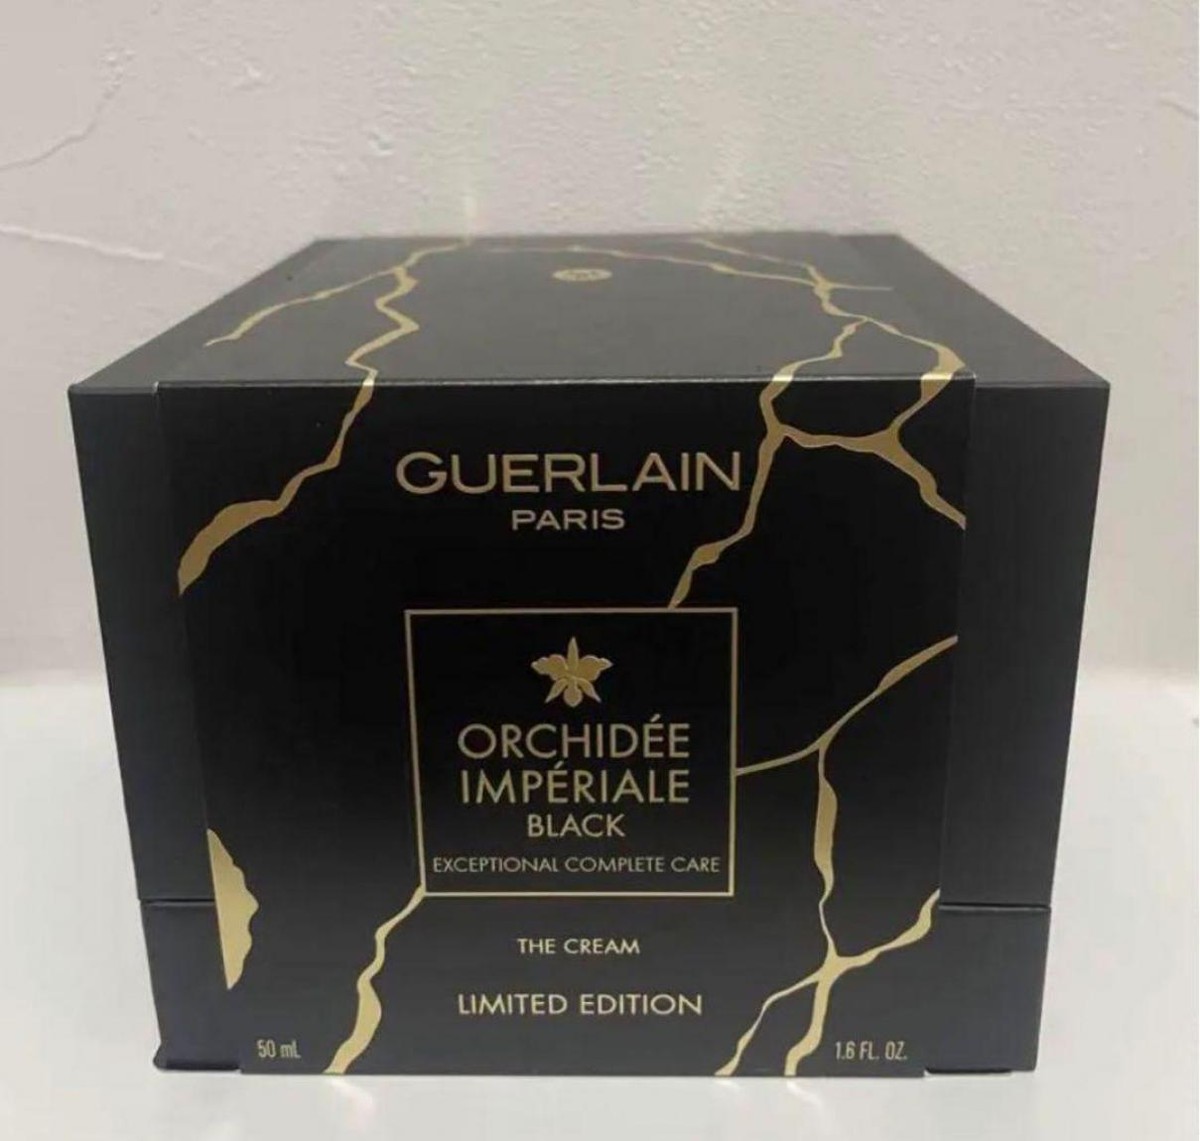 GUERLAIN
PARIS
ORCHIDÉE
IMPÉRIALE
BLACK
EXCEPTIONAL COMPLETE CARE
THE CREAM
LIMITED EDITION
50 mL
1.6 FL. OZ.